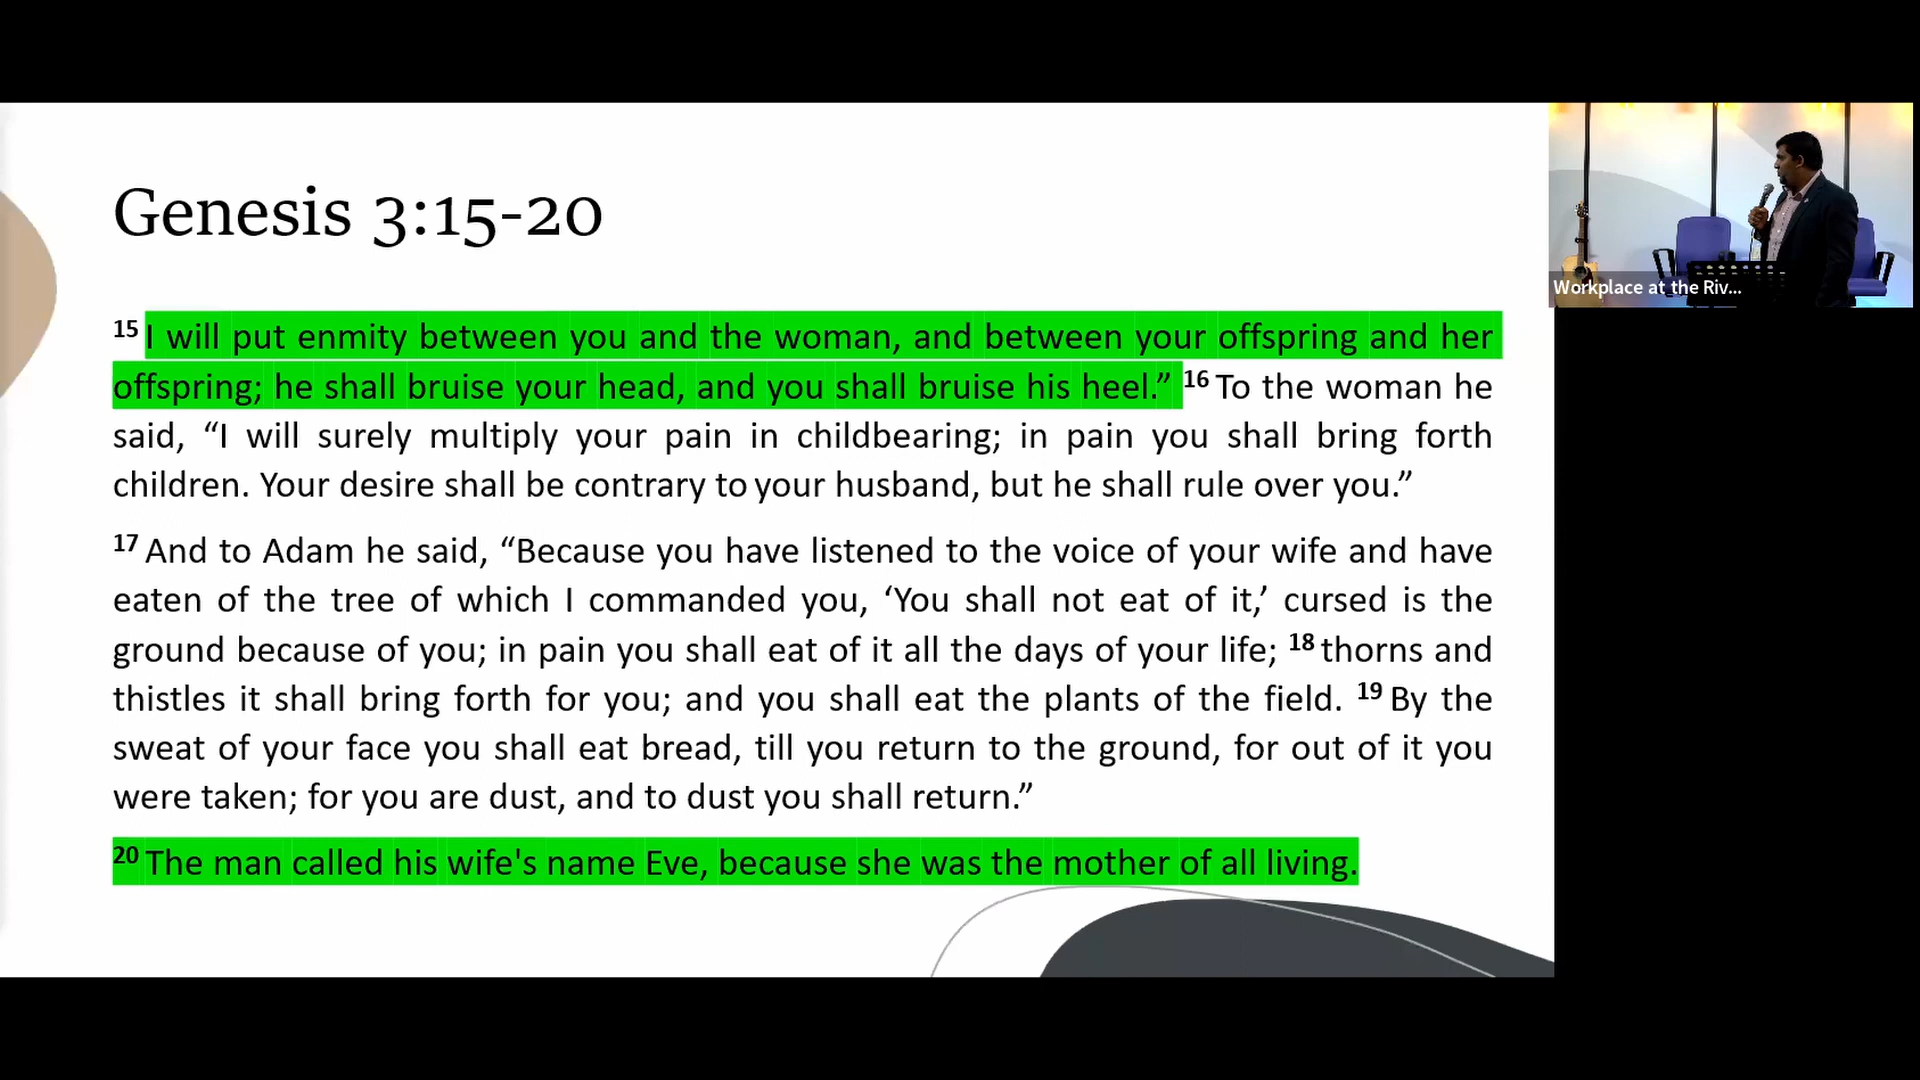 Genesis 3:15-20
15 I will put enmity between you and the woman, and between your offspring and her
offspring; he shall bruise your head, and you shall bruise his heel.” 16 To the woman he
said, “I will surely multiply your pain in childbearing; in pain you shall bring forth
children. Your desire shall be contrary to your husband, but he shall rule over you.”
17 And to Adam he said, “Because you have listened to the voice of your wife and have
eaten of the tree of which I commanded you, ‘You shall not eat of it,’ cursed is the
ground because of you; in pain you shall eat of it all the days of your life; 18 thorns and
thistles it shall bring forth for you; and you shall eat the plants of the field. 19 By the
sweat of your face you shall eat bread, till you return to the ground, for out of it you
were taken; for you are dust, and to dust you shall return.”
20 The man called his wife's name Eve, because she was the mother of all living.
Workplace at the Riv...